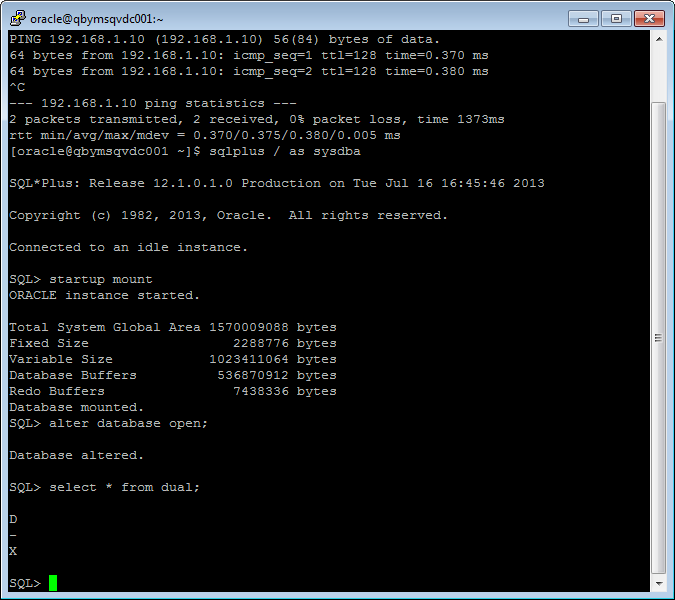 oracle@qbymsqvdc001:~
PING 192.168.1.10 (192.168.1.10) 56(84) bytes of data.
64 bytes from 192.168.1.10: icmp_seq=1 ttl=128 time=0.370 ms
64 bytes from 192.168.1.10: icmp_seq=2 ttl=128 time=0.380 ms
^C
--- 192.168.1.10 ping statistics ---
2 packets transmitted, 2 received, 0% packet loss, time 1373ms
rtt min/avg/max/mdev = 0.370/0.375/0.380/0.005 ms
[oracle@qbymsqvdc001 ~]$ sqlplus / as sysdba
SQL*Plus: Release 12.1.0.1.0 Production on Tue Jul 16 16:45:46 2013
Copyright (c) 1982, 2013, Oracle.  All rights reserved.
Connected to an idle instance.
SQL> startup mount
ORACLE instance started.
Total System Global Area 1570009088 bytes
Fixed Size                  2288776 bytes
Variable Size            1023411064 bytes
Database Buffers          536870912 bytes
Redo Buffers                7438336 bytes
Database mounted.
SQL> alter database open;
Database altered.
SQL> select * from dual;
D
-
X
SQL>